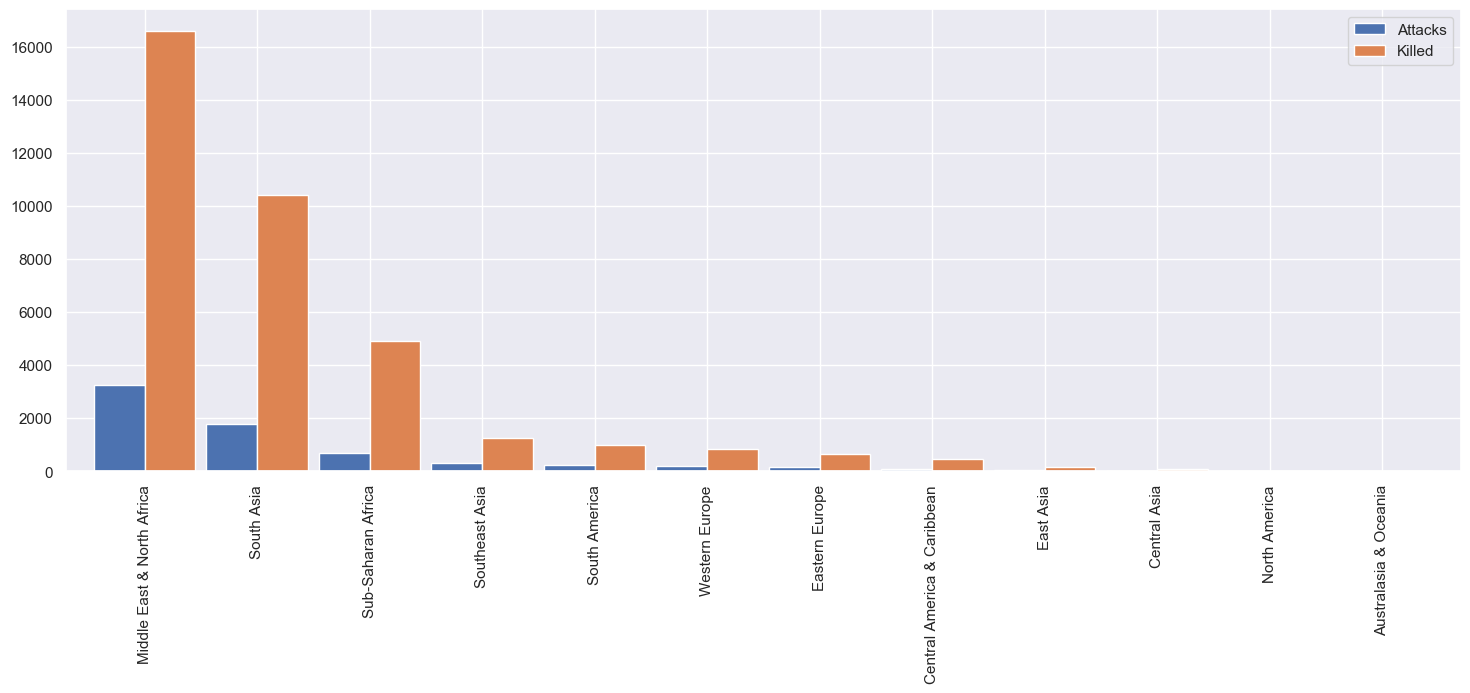 Attacks
Killed
16000
14000
12000
10000
8000
6000
4000
2000
0
Middle East & North Africa
South Asia
Sub-Saharan Africa
Southeast Asia
South America
Western Europe
Eastern Europe
Central America & Caribbean
East Asia
Central Asia
North America
Australasia & Oceania